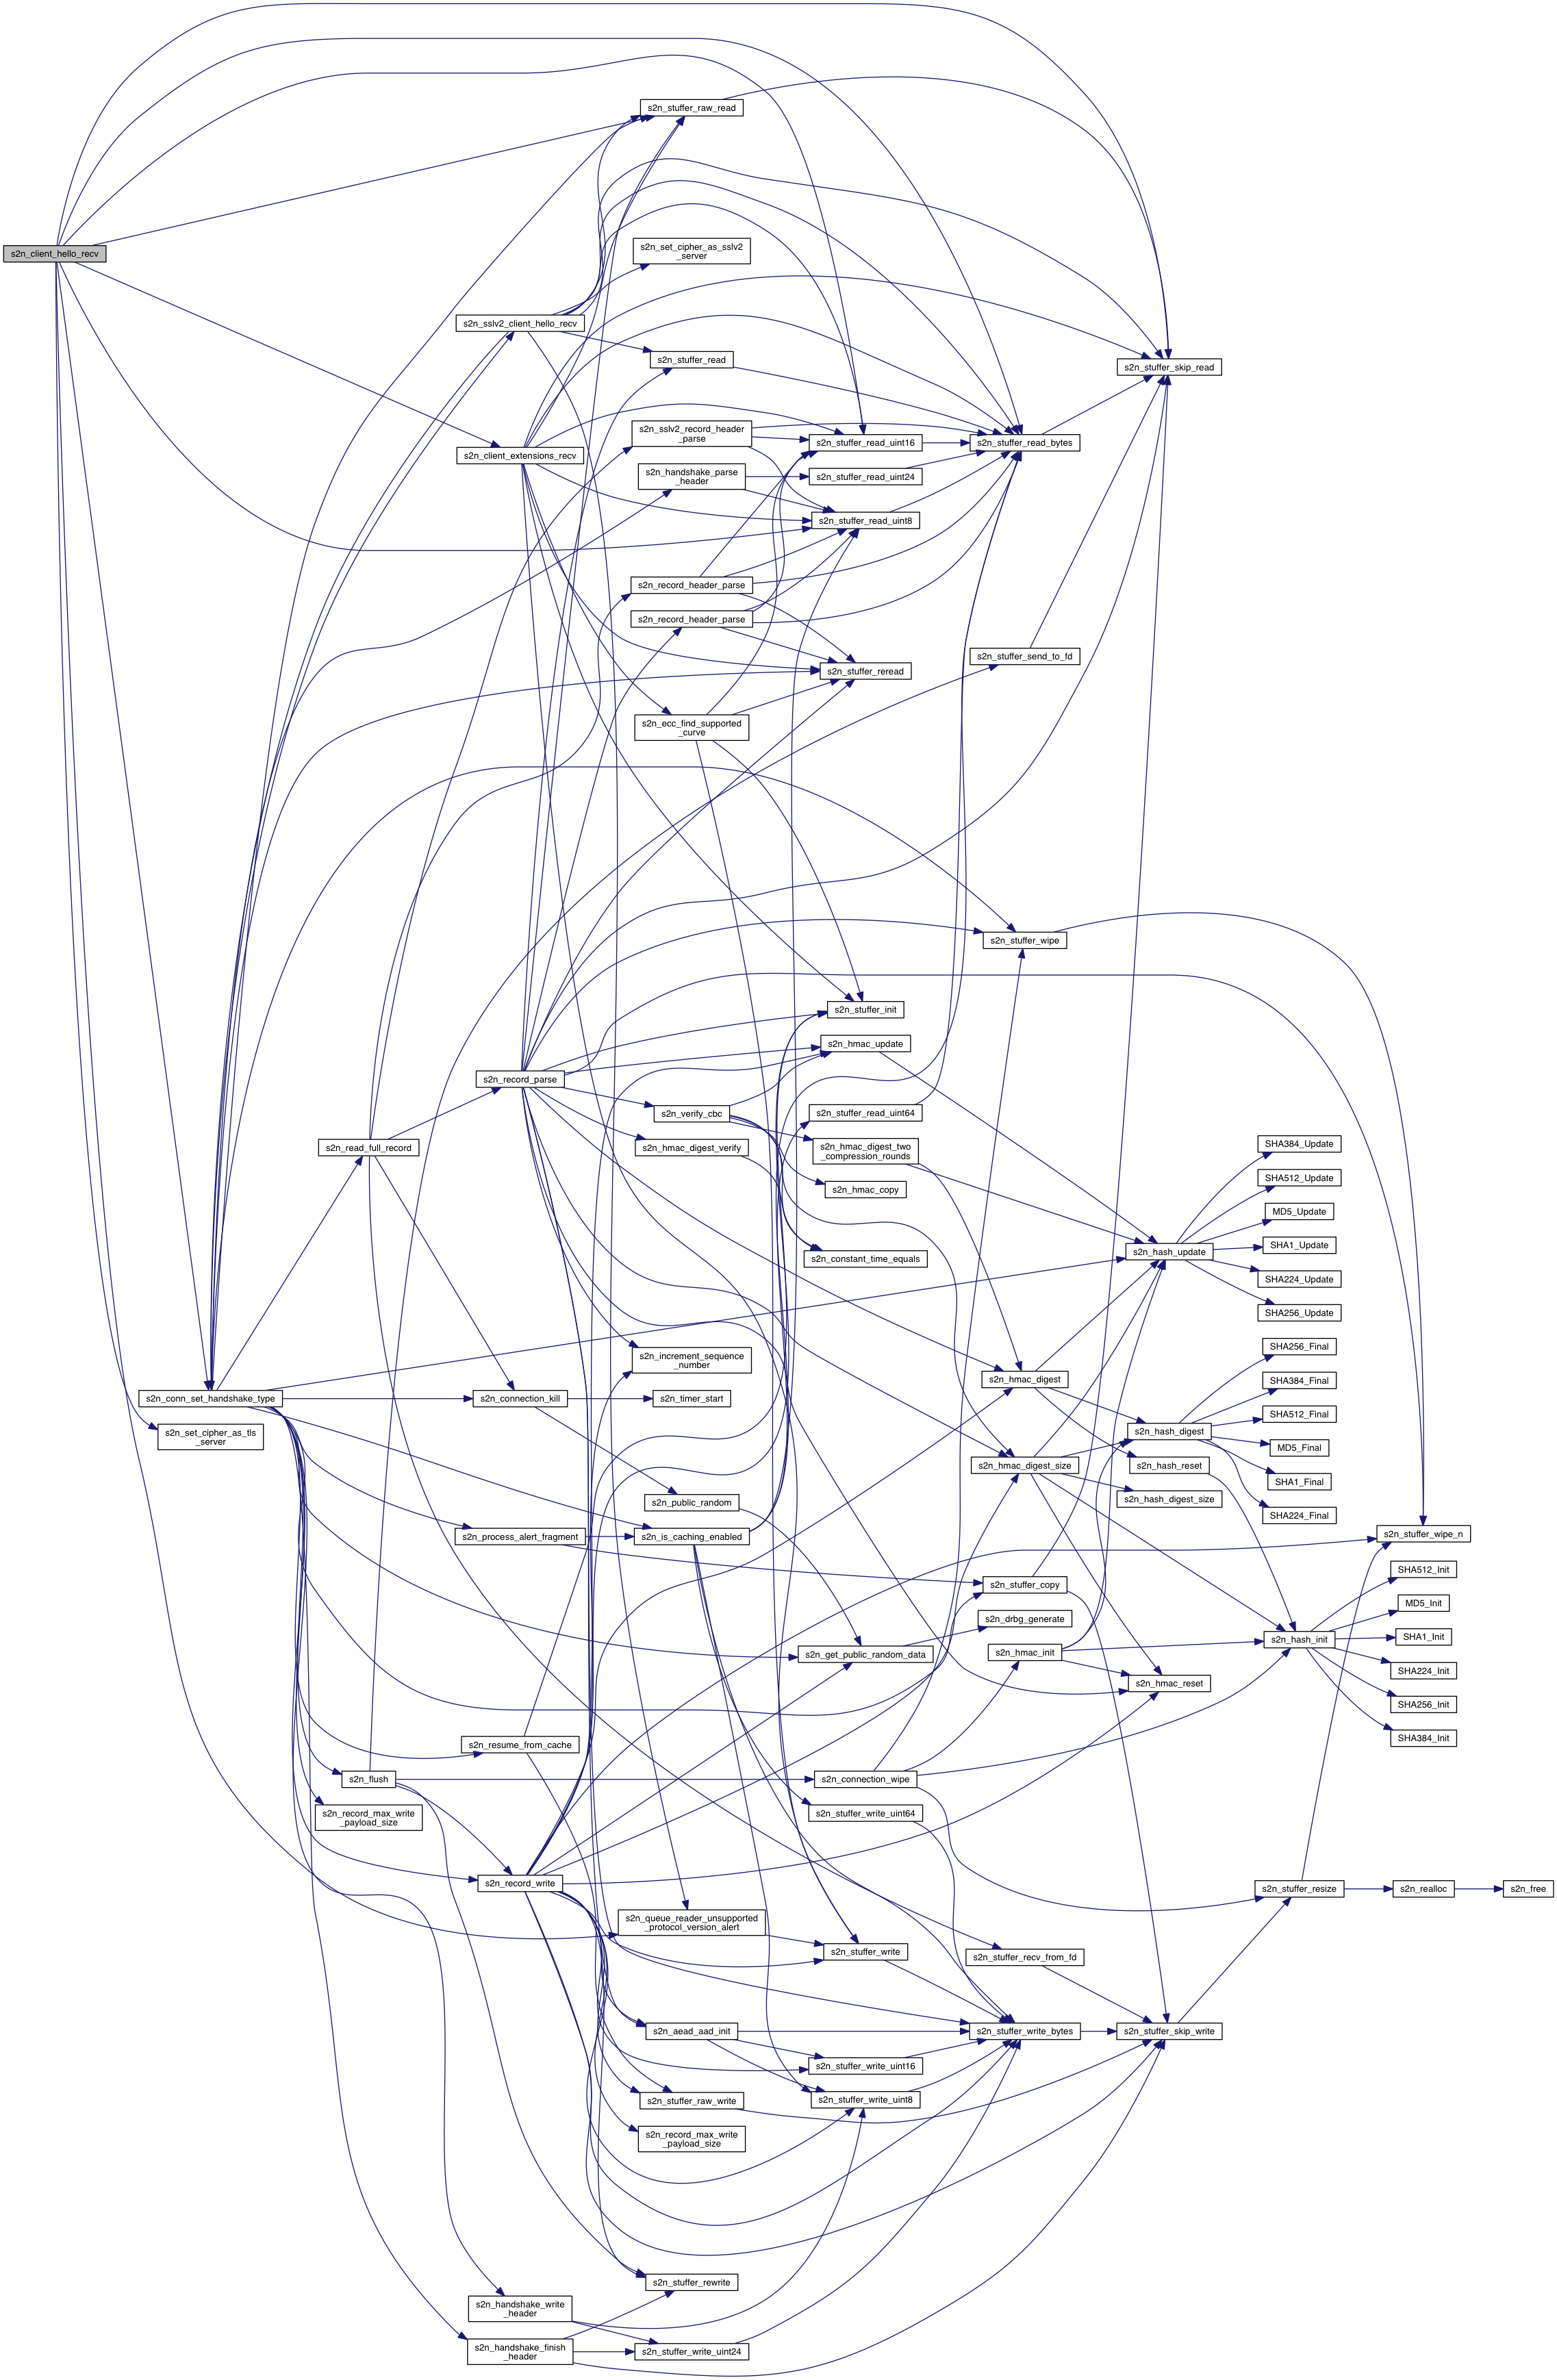 s2n_stuffer_raw_read
s2n_client_hello_recv
s2n_set_cipher_as_sslv2
_server
s2n_sslv2_client_hello_recv
s2n_stuffer_read
s2n_stuffer_skip_read
s2n_sslv2_record_header
_parse
s2n_stuffer_read_uint16
s2n_stuffer_read_bytes
s2n_client_extensions_recv
s2n_handshake_parse
_header
s2n_stuffer_read_uint24
s2n_stuffer_read_uint8
s2n_record_header_parse
s2n_record_header_parse
s2n_stuffer_send_to_fd
s2n_stuffer_reread
s2n_ecc_find_supported
_curve
s2n_stuffer_wipe
s2n_stuffer_init
s2n_hmac_update
s2n_record_parse
s2n_verify_cbc
s2n_stuffer_read_uint64
s2n_read_full_record
s2n_hmac_digest_verify
s2n_hmac_digest_two
_compression_rounds
SHA384_Update
SHA512_Update
s2n_hmac_copy
MD5_Update
SHA1_Update
s2n_hash_update
s2n_constant_time_equals
SHA224_Update
SHA256_Update
SHA256_Final
s2n_increment_sequence
_number
s2n_hmac_digest
SHA384_Final
s2n_conn_set_handshake_type
s2n_connection_kill
s2n_timer_start
SHA512_Final
s2n_hash_digest
s2n_set_cipher_as_tls
_server
MD5_Final
s2n_hmac_digest_size
s2n_hash_reset
SHA1_Final
s2n_public_random
s2n_hash_digest_size
SHA224_Final
s2n_process_alert_fragment
s2n_is_caching_enabled
s2n_stuffer_wipe_n
SHA512_Init
s2n_stuffer_copy
MD5_Init
s2n_drbg_generate
SHA1_Init
s2n_hash_init
s2n_get_public_random_data
s2n_hmac_init
SHA224_Init
s2n_hmac_reset
SHA256_Init
SHA384_Init
s2n_resume_from_cache
s2n_flush
s2n_connection_wipe
s2n_record_max_write
_payload_size
s2n_stuffer_write_uint64
s2n_record_write
s2n_stuffer_resize
s2n_realloc
s2n_free
s2n_queue_reader_unsupported
_protocol_version_alert
s2n_stuffer_write
s2n_stuffer_recv_from_fd
s2n_aead_aad_init
s2n_stuffer_write_bytes
s2n_stuffer_skip_write
s2n_stuffer_write_uint16
s2n_stuffer_raw_write
s2n_stuffer_write_uint8
s2n_record_max_write
_payload_size
s2n_stuffer_rewrite
s2n_handshake_write
_header
s2n_handshake_finish
_header
s2n_stuffer_write_uint24